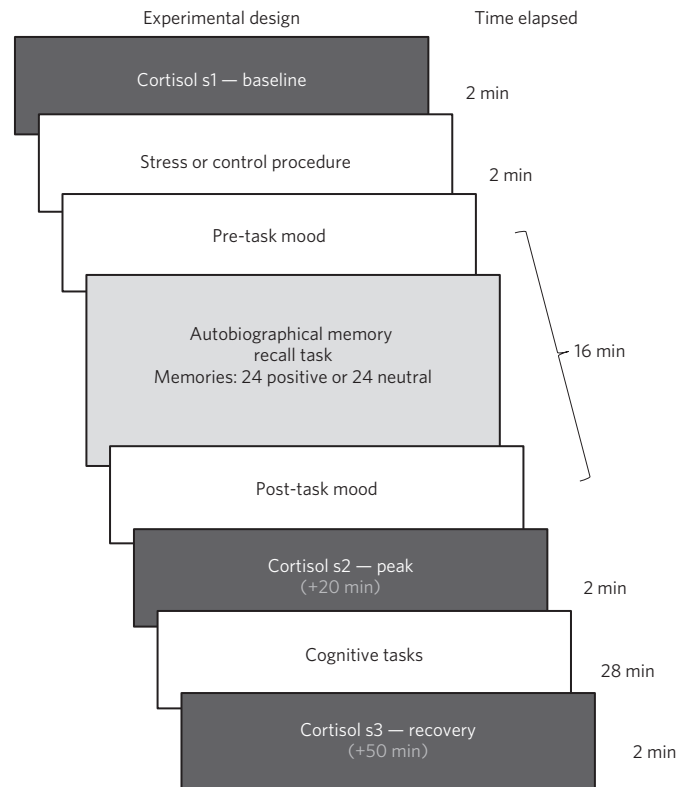 Experimental design Time elapsed
Cortisol s1 — baseline
2 min
Stress or control procedure
2 min
Pre-task mood
Autobiographical memory
recall task
16 min
Memories: 24 positive or 24 neutral
Post-task mood
Cortisol s2 — peak
(+20 min)
2 min
Cognitive tasks
28 min
Cortisol s3 — recovery
(+50 min)
2 min